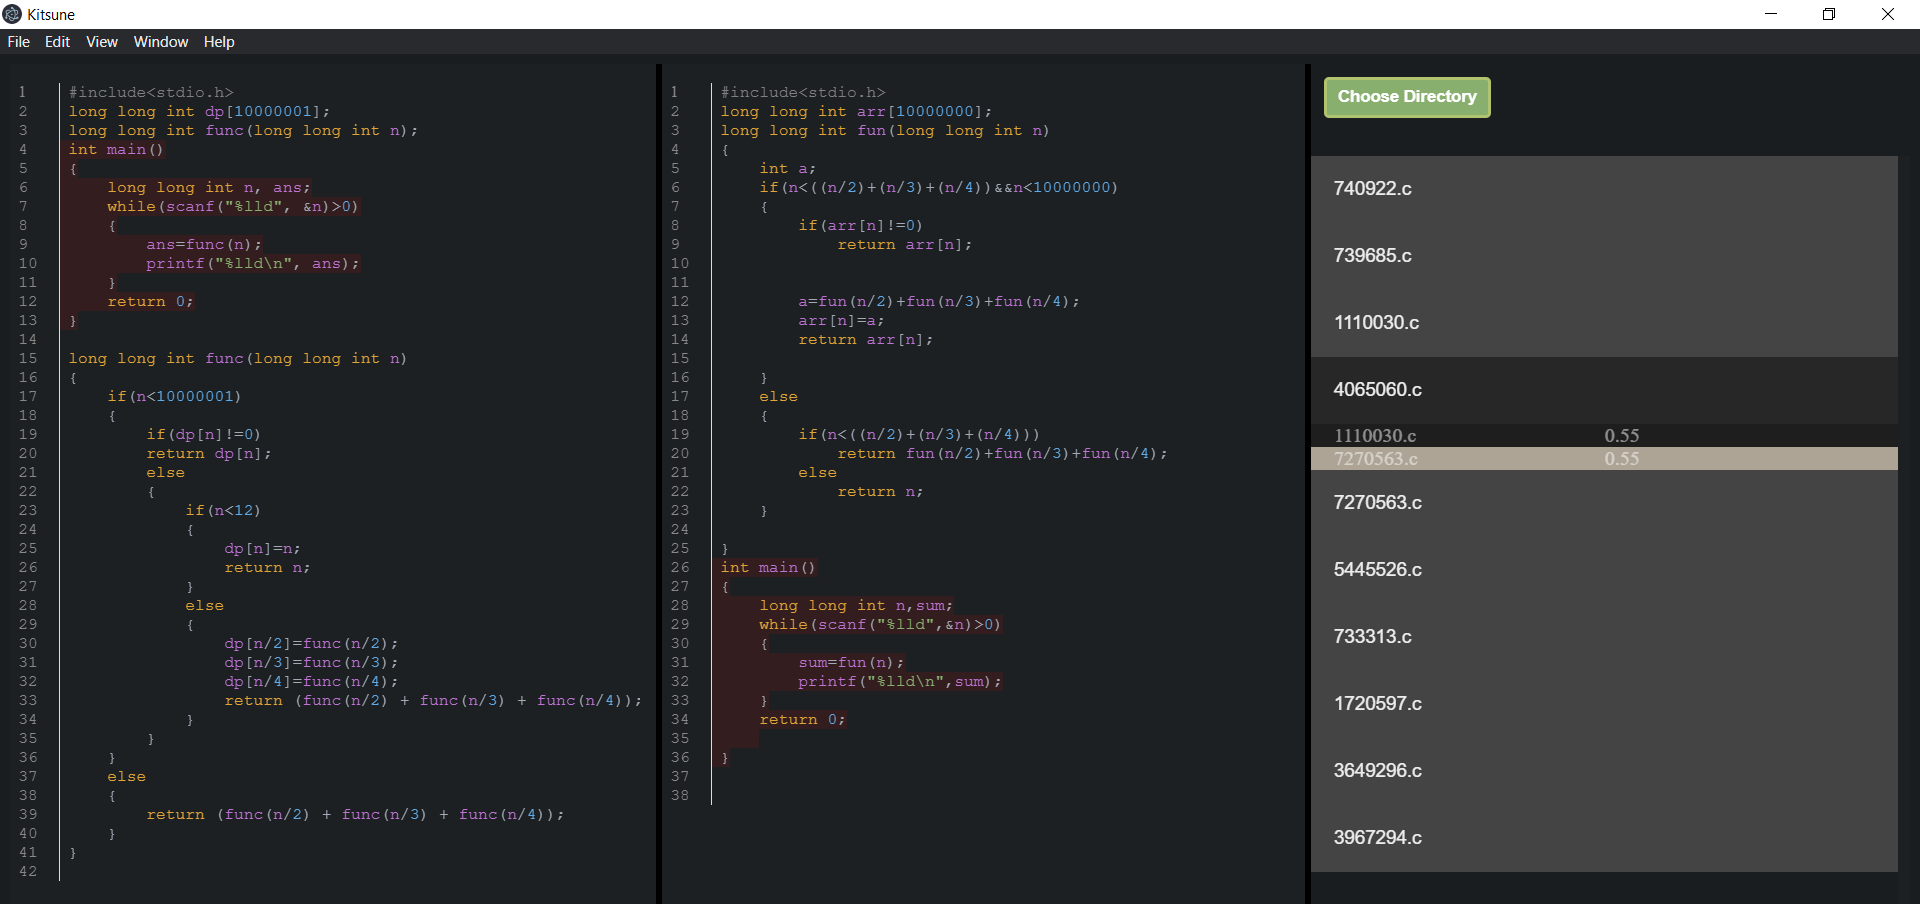 Kitsune
File Edit View Window Help
1 #include<stdio.h>
2 long long int dp[10000001];
3 long long int func(long long int n);
4 int main()
5 {
6 long long int n, ans;
7 while(scanf("%lld", &n)>0)
8 {
9 ans=func(n);
10 printf("%lld\n", ans);
11 }
12 return 0;
13 }
14
15 long long int func(long long int n)
16 {
17 if(n<10000001)
18 {
19 if(dp[n]!=0)
20 return dp[n];
21 else
22 {
23 if(n<12)
24 {
25 dp[n]=n;
26 return n;
27 }
28 else
29 {
30 dp[n/2]=func(n/2);
31 dp[n/3]=func(n/3);
32 dp[n/4]=func(n/4);
33 return (func(n/2) + func(n/3) + func(n/4));
34 }
35 }
36 }
37 else
38 {
39 return (func(n/2) + func(n/3) + func(n/4));
40 }
41 }
42
1 #include<stdio.h>
2 long long int arr[10000000];
3 long long int fun(long long int n)
4 {
5 int a;
6 if(n<((n/2)+(n/3)+(n/4))&&n<10000000)
7 {
8 if(arr[n]!=0)
9 return arr[n];
10
11
12 a=fun(n/2)+fun(n/3)+fun(n/4);
13 arr[n]=a;
14 return arr[n];
15
16 }
17 else
18 {
19 if(n<((n/2)+(n/3)+(n/4)))
20 return fun(n/2)+fun(n/3)+fun(n/4);
21 else
22 return n;
23 }
24
25 }
26 int main()
27 {
28 long long int n,sum;
29 while(scanf("%lld",&n)>0)
30 {
31 sum=fun(n);
32 printf("%lld\n",sum);
33 }
34 return 0;
35
36 }
37
38
Choose Directory
740922.c
739685.c
1110030.c
4065060.c
1110030.c 0.55
7270563.c 0.55
7270563.c
5445526.c
733313.c
1720597.c
3649296.c
3967294.c